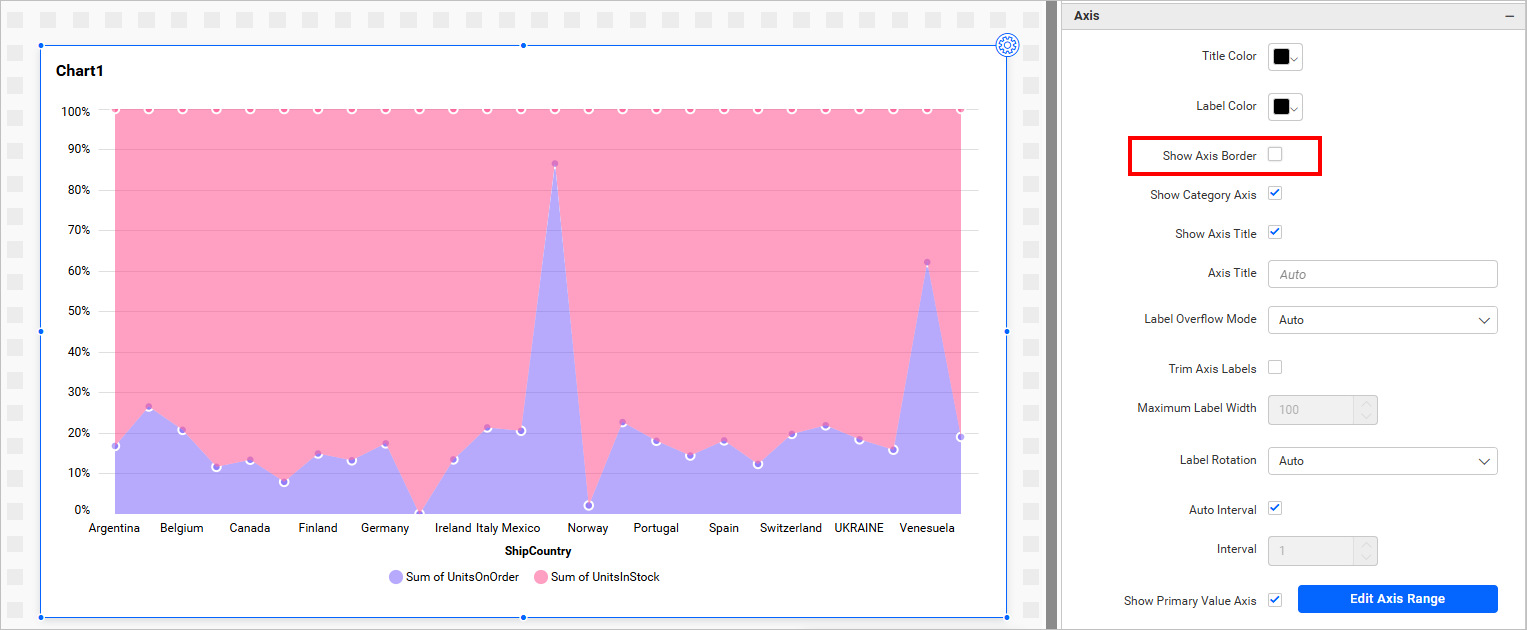 Chart1
100%
90%
80%
70%
60%
50%
40%
30%
20%
10%
0%
Argentina Belgium Canada Finland Germany Ireland Italy Mexico Norway Portugal Spain Switzerland UKRAINE Venesuela
ShipCountry
Sum of UnitsOnOrder Sum of UnitsInStock
Axis
Title Color
Label Color
Show Axis Border
Show Category Axis
Show Axis Title
Axis Title Auto
Label Overflow Mode Auto
Trim Axis Labels
Maximum Label Width 100
Label Rotation Auto
Auto Interval
Interval 1
Show Primary Value Axis Edit Axis Range